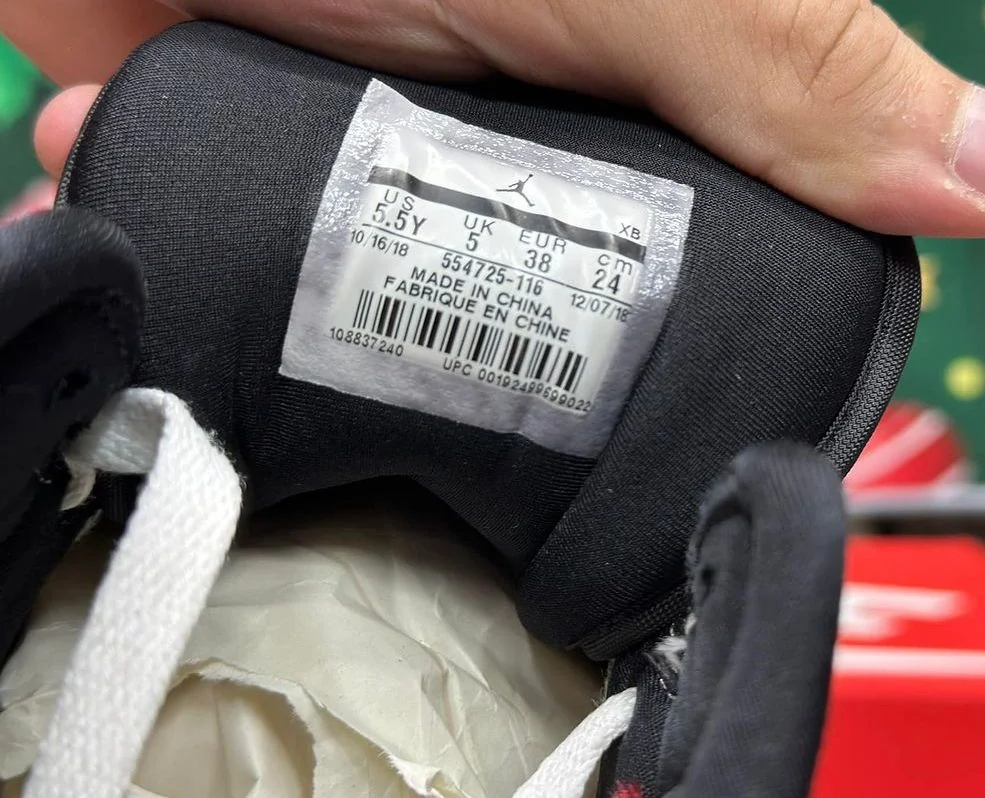 XB
US UK EUR cm
5.5Y 5 38 24
10/16/18 554725-116 12/07/18
MADE IN CHINA
FABRIQUE EN CHINE
108837240 UPC 00192499699022